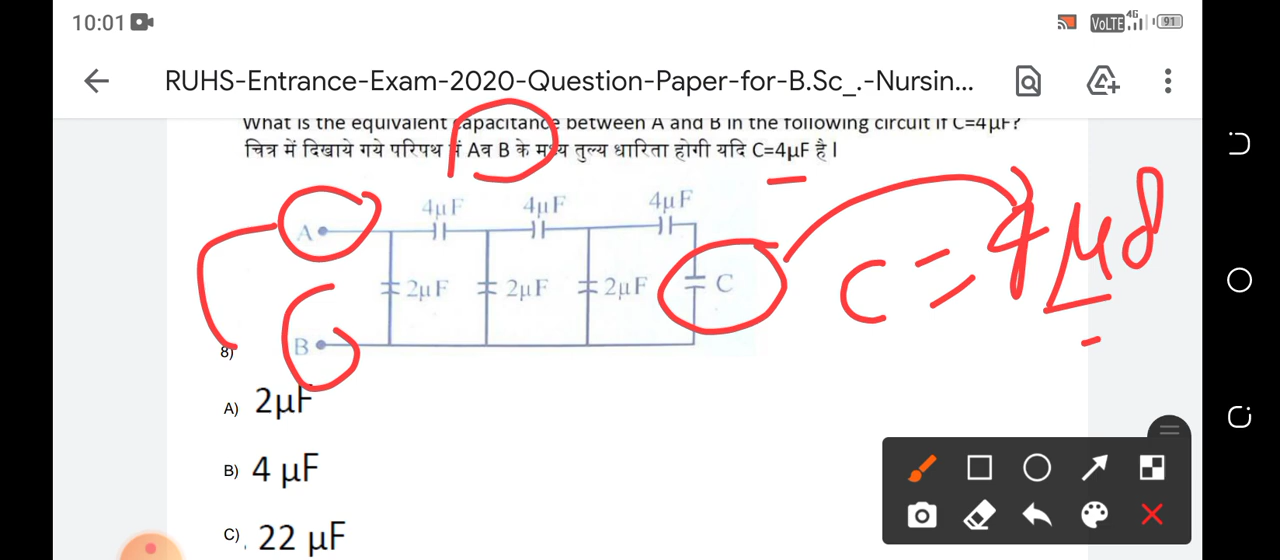 10:01
VoLTE 4G 91
RUHS-Entrance-Exam-2020-Question-Paper-for-B.Sc_.-Nursin...
What is the equivalent capacitance between A and B in the following circuit if C=4μF?
चित्र में दिखाये गये परिपथ में A व B के मध्य तुल्य धारिता होगी यदि C=4μF है।
4μF 4μF 4μF
A
2μF 2μF 2μF C
C = 4μ
B
8)
A) 2μF
B) 4 μF
C) 22 μF